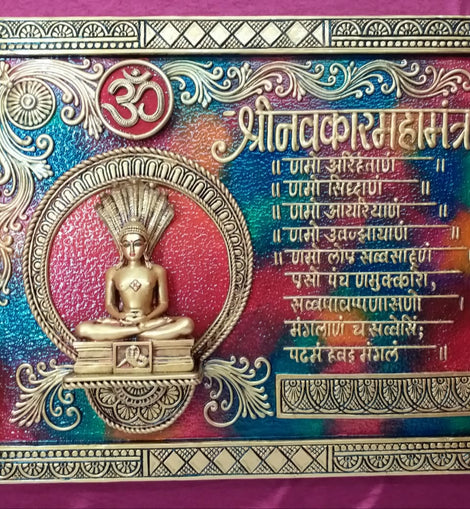 ॐ
श्री नवकार महामंत्र
॥ णमो अरिहंताणं ॥
॥ णमो सिध्दाणं ॥
॥ णमो आयरियाणं ॥
॥ णमो उवज्झायाणं ॥
॥ णमो लोए सव्वसाहूणं
एसो पंच णमुक्कारो,
सव्वपावप्पणासणो
मंगलाणं च सव्वेसिं;
पढमं हवइ मंगलं ॥